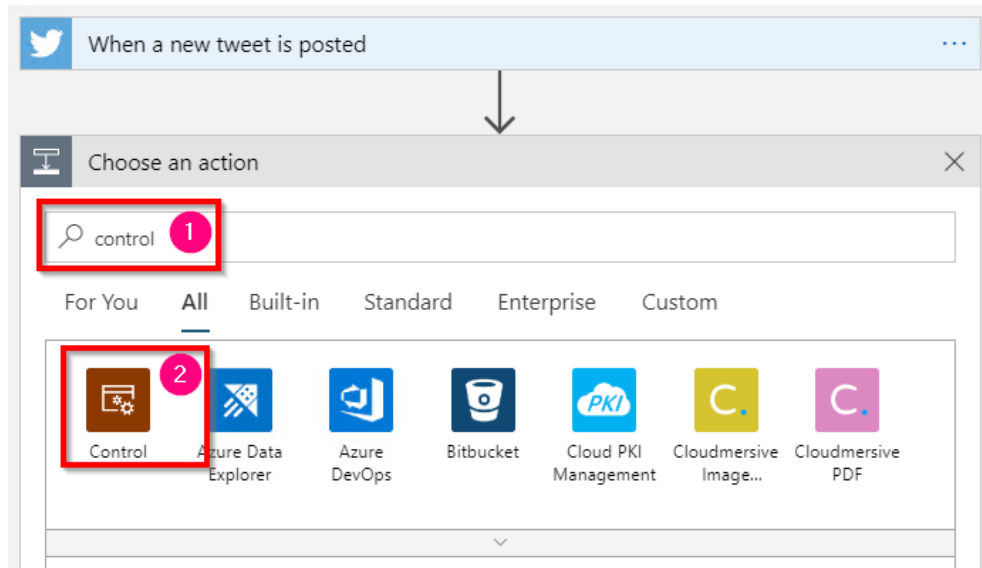 When a new tweet is posted
...
Choose an action
control 1
For You All Built-in Standard Enterprise Custom
2
PKI C. C.
Control Azure Data Azure Bitbucket Cloud PKI Cloudmersive Cloudmersive
Explorer DevOps Management Image... PDF